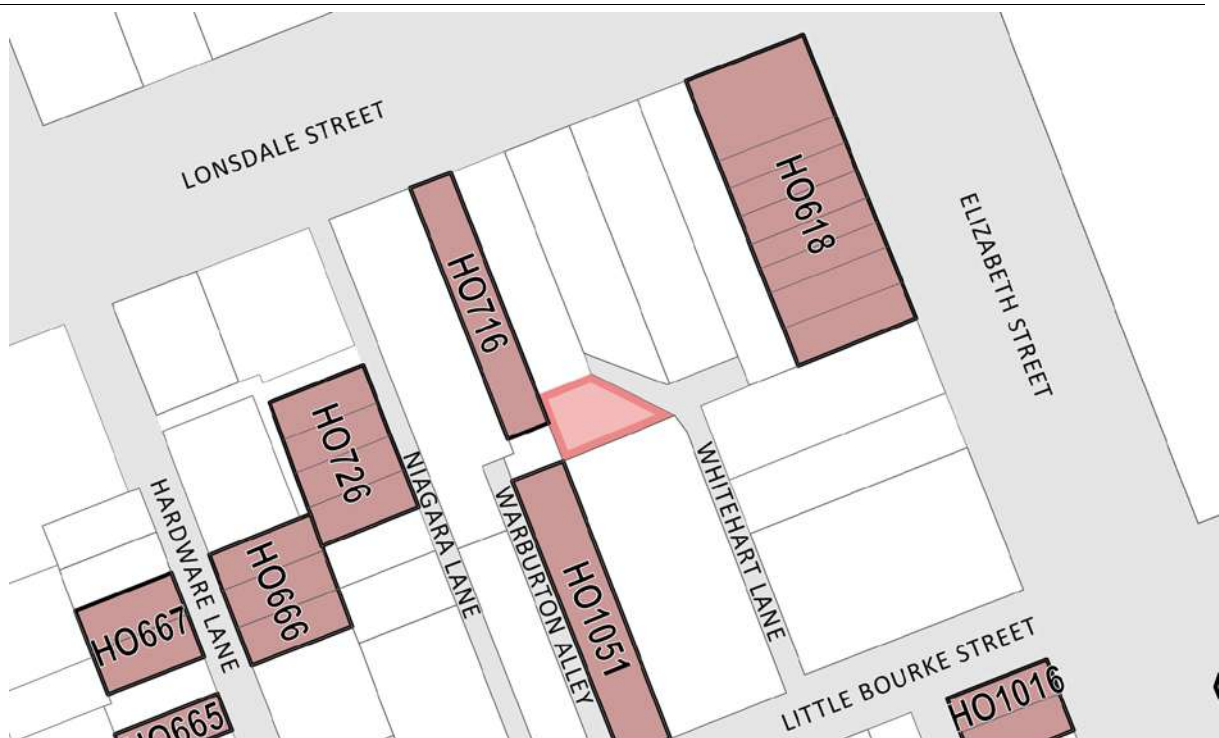 LONSDALE STREET
HO618
ELIZABETH STREET
HO716
HO726
NIAGARA LANE
WARBURTON ALLEY
WHITEHART LANE
HARDWARE LANE
HO666
HO667
HO1051
LITTLE BOURKE STREET
HO1016
HO665